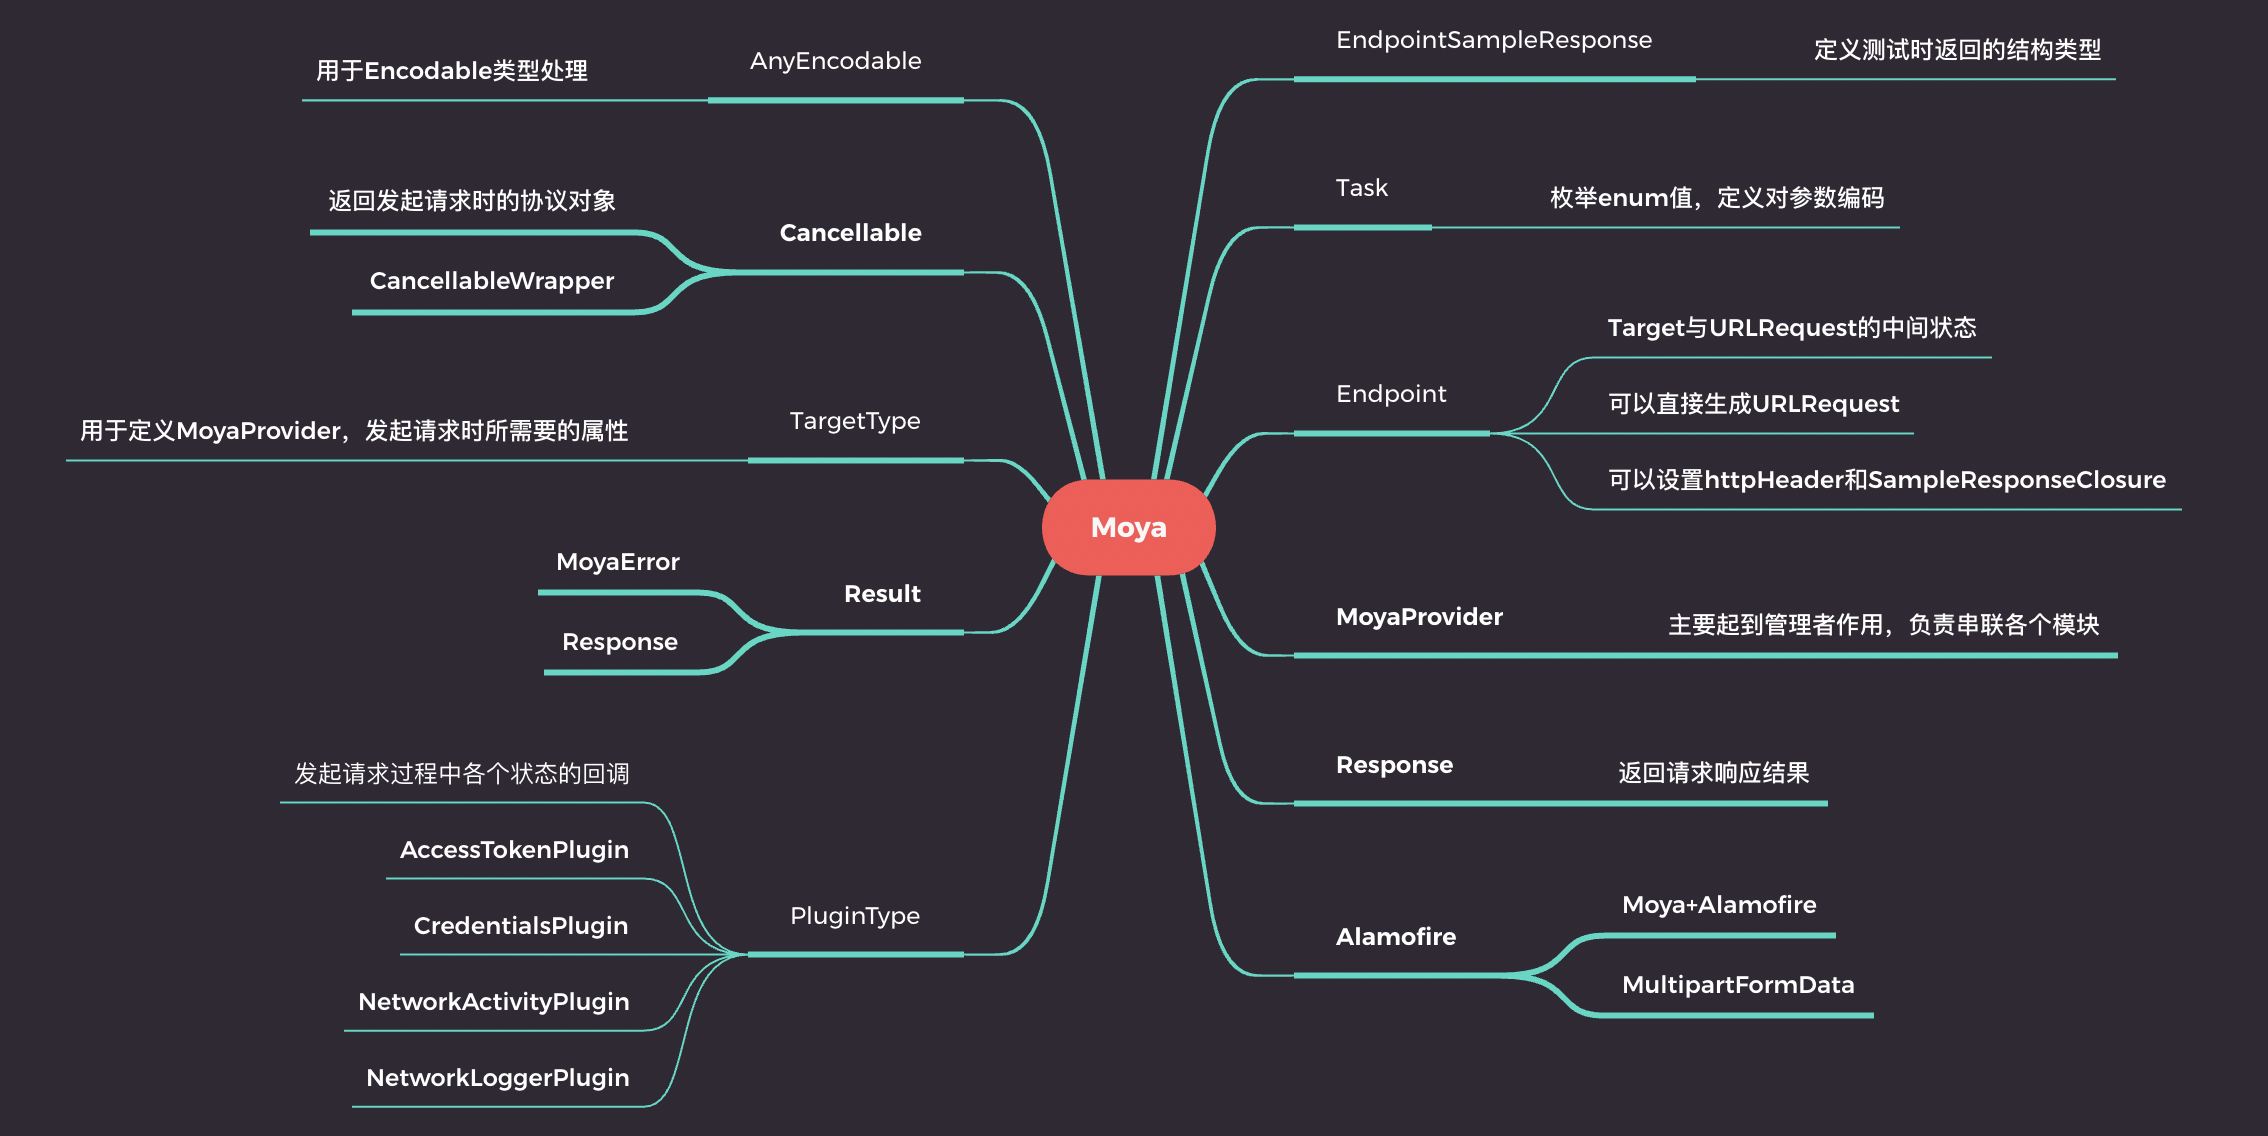 Moya
EndpointSampleResponse
定义测试时返回的结构类型
Task
枚举enum值，定义对参数编码
Endpoint
Target与URLRequest的中间状态
可以直接生成URLRequest
可以设置httpHeader和SampleResponseClosure
MoyaProvider
主要起到管理者作用，负责串联各个模块
Response
返回请求响应结果
Alamofire
Moya+Alamofire
MultipartFormData
AnyEncodable
用于Encodable类型处理
Cancellable
返回发起请求时的协议对象
CancellableWrapper
TargetType
用于定义MoyaProvider，发起请求时所需要的属性
Result
MoyaError
Response
PluginType
发起请求过程中各个状态的回调
AccessTokenPlugin
CredentialsPlugin
NetworkActivityPlugin
NetworkLoggerPlugin